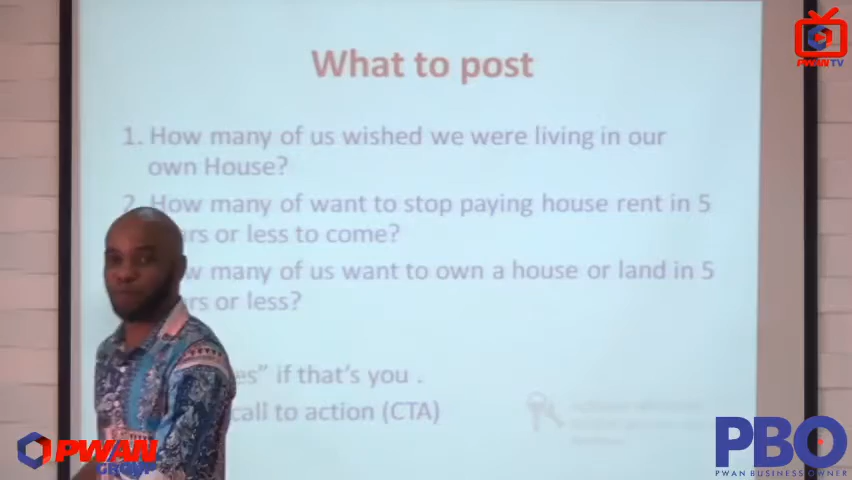 What to post
1. How many of us wished we were living in our
own House?
2. How many of want to stop paying house rent in 5
rs or less to come?
w many of us want to own a house or land in 5
rs or less?
es” if that's you .
call to action (CTA)
PWAN TV
PWAN
GROUP
PBO
PWAN BUSINESS OWNER